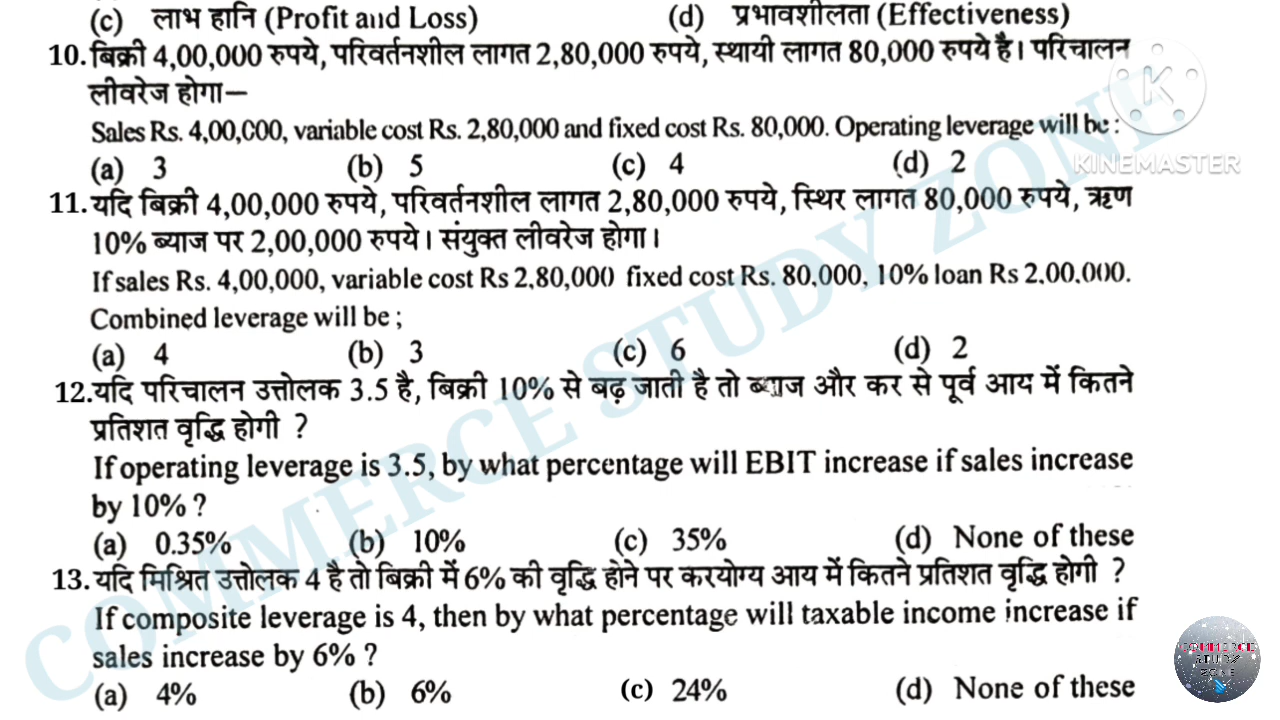 (c) लाभ हानि (Profit and Loss) (d) प्रभावशीलता (Effectiveness)
10. बिक्री 4,00,000 रुपये, परिवर्तनशील लागत 2,80,000 रुपये, स्थायी लागत 80,000 रुपये है। परिचालन
लीवरेज होगा—
Sales Rs. 4,00,000, variable cost Rs. 2,80,000 and fixed cost Rs. 80,000. Operating leverage will be :
(a) 3 (b) 5 (c) 4 (d) 2
KINEMASTER
11. यदि बिक्री 4,00,000 रुपये, परिवर्तनशील लागत 2,80,000 रुपये, स्थिर लागत 80,000 रुपये, ऋण
10% ब्याज पर 2,00,000 रुपये। संयुक्त लीवरेज होगा।
If sales Rs. 4,00,000, variable cost Rs 2,80,000 fixed cost Rs. 80,000, 10% loan Rs 2,00,000.
Combined leverage will be ;
(a) 4 (b) 3 (c) 6 (d) 2
12. यदि परिचालन उत्तोलक 3.5 है, बिक्री 10% से बढ़ जाती है तो ब्याज और कर से पूर्व आय में कितने
प्रतिशत वृद्धि होगी ?
If operating leverage is 3.5, by what percentage will EBIT increase if sales increase
by 10% ?
(a) 0.35% (b) 10% (c) 35% (d) None of these
13. यदि मिश्रित उत्तोलक 4 है तो बिक्री में 6% की वृद्धि होने पर करयोग्य आय में कितने प्रतिशत वृद्धि होगी ?
If composite leverage is 4, then by what percentage will taxable income increase if
sales increase by 6% ?
(a) 4% (b) 6% (c) 24% (d) None of these
COMMERCE STUDY ZONE
COMMERCE
STUDY
ZONE